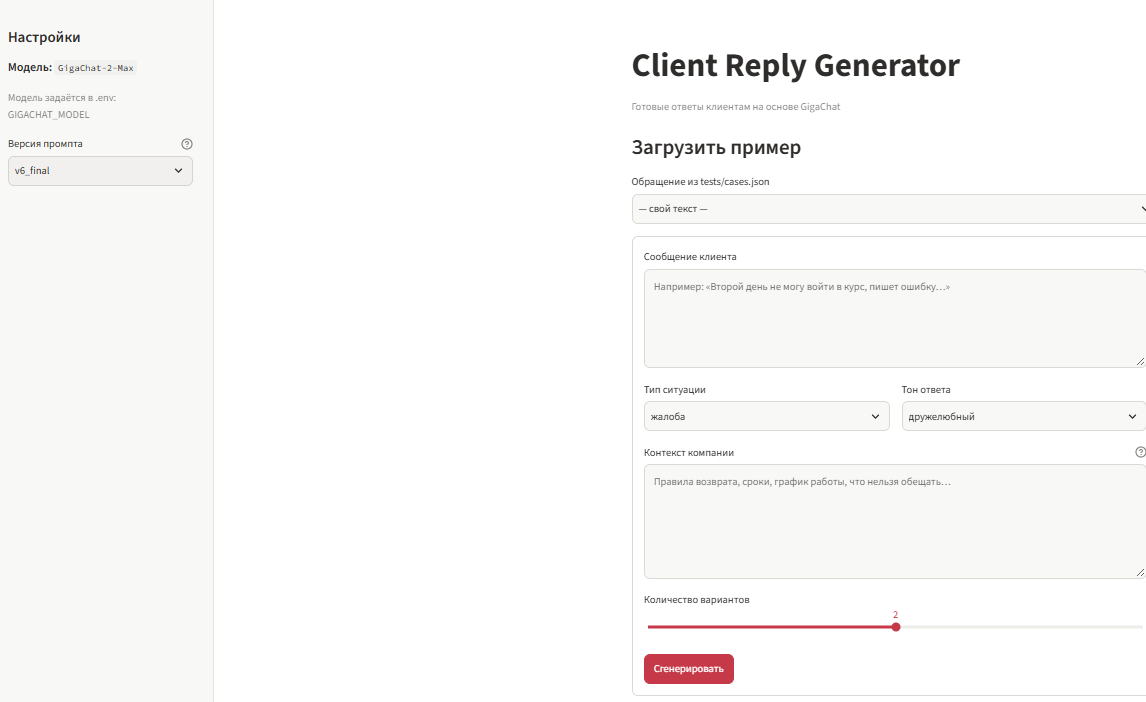 Настройки
Модель: GigaChat-2-Max
Модель задаётся в .env:
GIGACHAT_MODEL
Версия промпта
v6_final
Client Reply Generator
Готовые ответы клиентам на основе GigaChat
Загрузить пример
Обращение из tests/cases.json
— свой текст —
Сообщение клиента
Например: «Второй день не могу войти в курс, пишет ошибку…»
Тип ситуации
Тон ответа
жалоба
дружелюбный
Контекст компании
Правила возврата, сроки, график работы, что нельзя обещать…
Количество вариантов
2
Сгенерировать